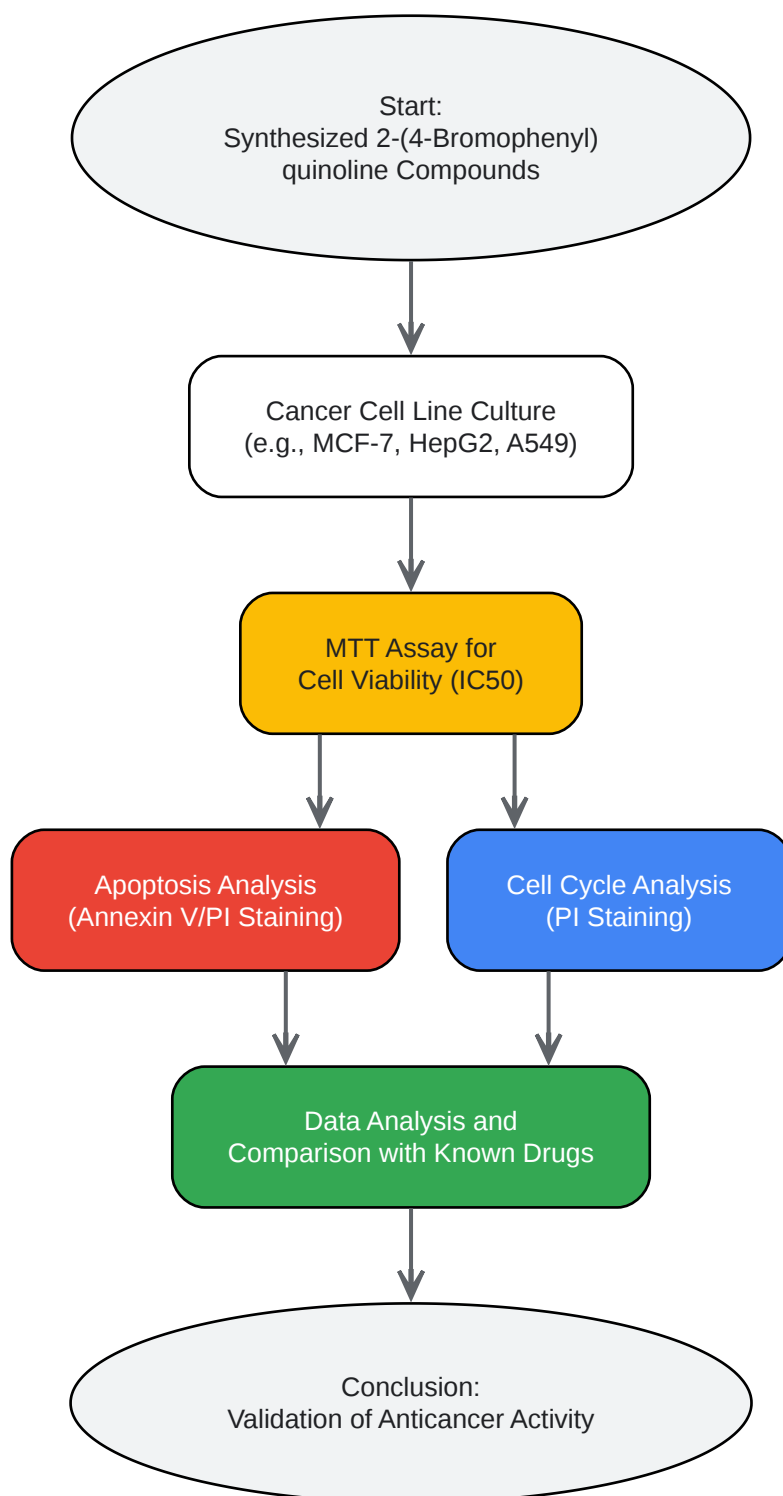 Start:
Synthesized 2-(4-Bromophenyl)
quinoline Compounds
Cancer Cell Line Culture
(e.g., MCF-7, HepG2, A549)
MTT Assay for
Cell Viability (IC50)
Apoptosis Analysis
(Annexin V/PI Staining)
Cell Cycle Analysis
(PI Staining)
Data Analysis and
Comparison with Known Drugs
Conclusion:
Validation of Anticancer Activity